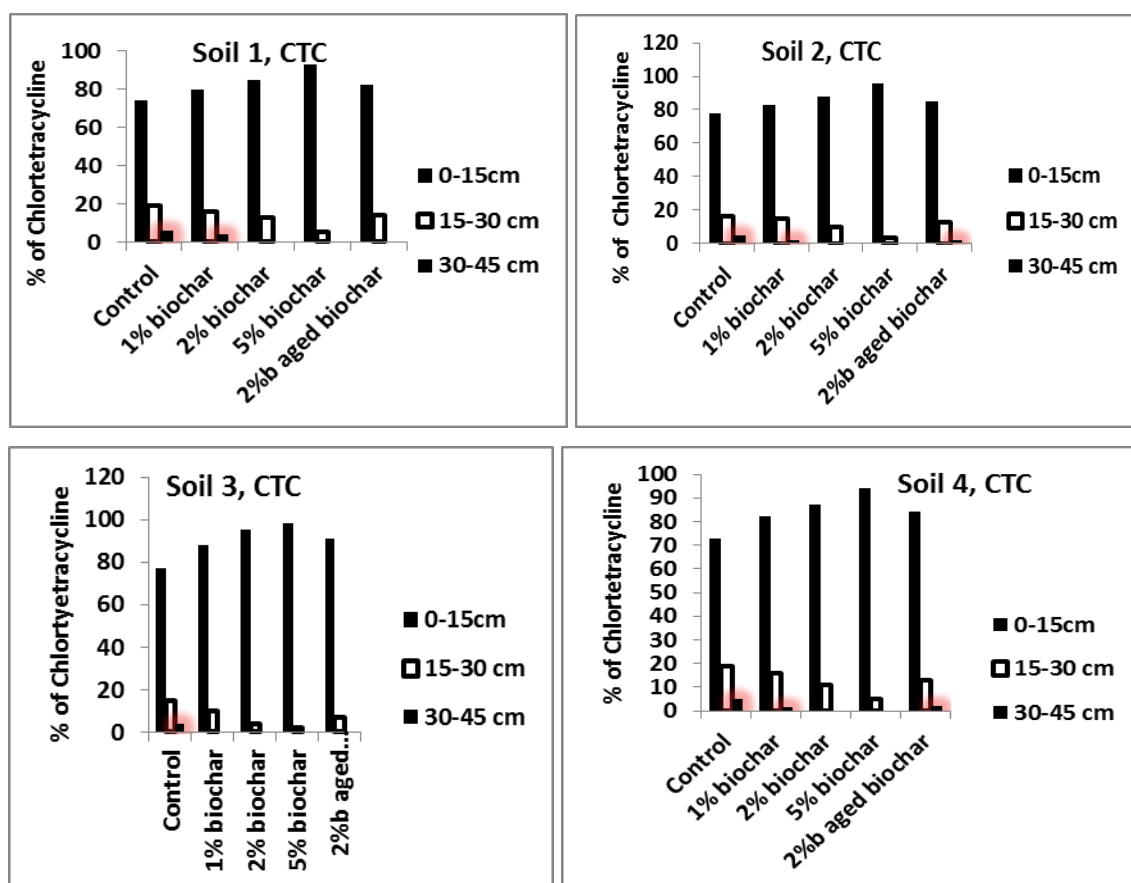 Soil 1, CTC
% of Chlortetracycline
100
80
60
40
20
0
Control
1% biochar
2% biochar
5% biochar
2%b aged biochar
0-15cm
15-30 cm
30-45 cm
Soil 2, CTC
% of Chlortetracycline
120
100
80
60
40
20
0
Control
1% biochar
2% biochar
5% biochar
2%b aged biochar
0-15cm
15-30 cm
30-45 cm
Soil 3, CTC
% of Chlortyetracycline
120
100
80
60
40
20
0
Control
1% biochar
2% biochar
5% biochar
2%b aged...
0-15cm
15-30 cm
30-45 cm
Soil 4, CTC
% of Chlortetracycline
100
90
80
70
60
50
40
30
20
10
0
Control
1% biochar
2% biochar
5% biochar
2%b aged biochar
0-15cm
15-30 cm
30-45 cm